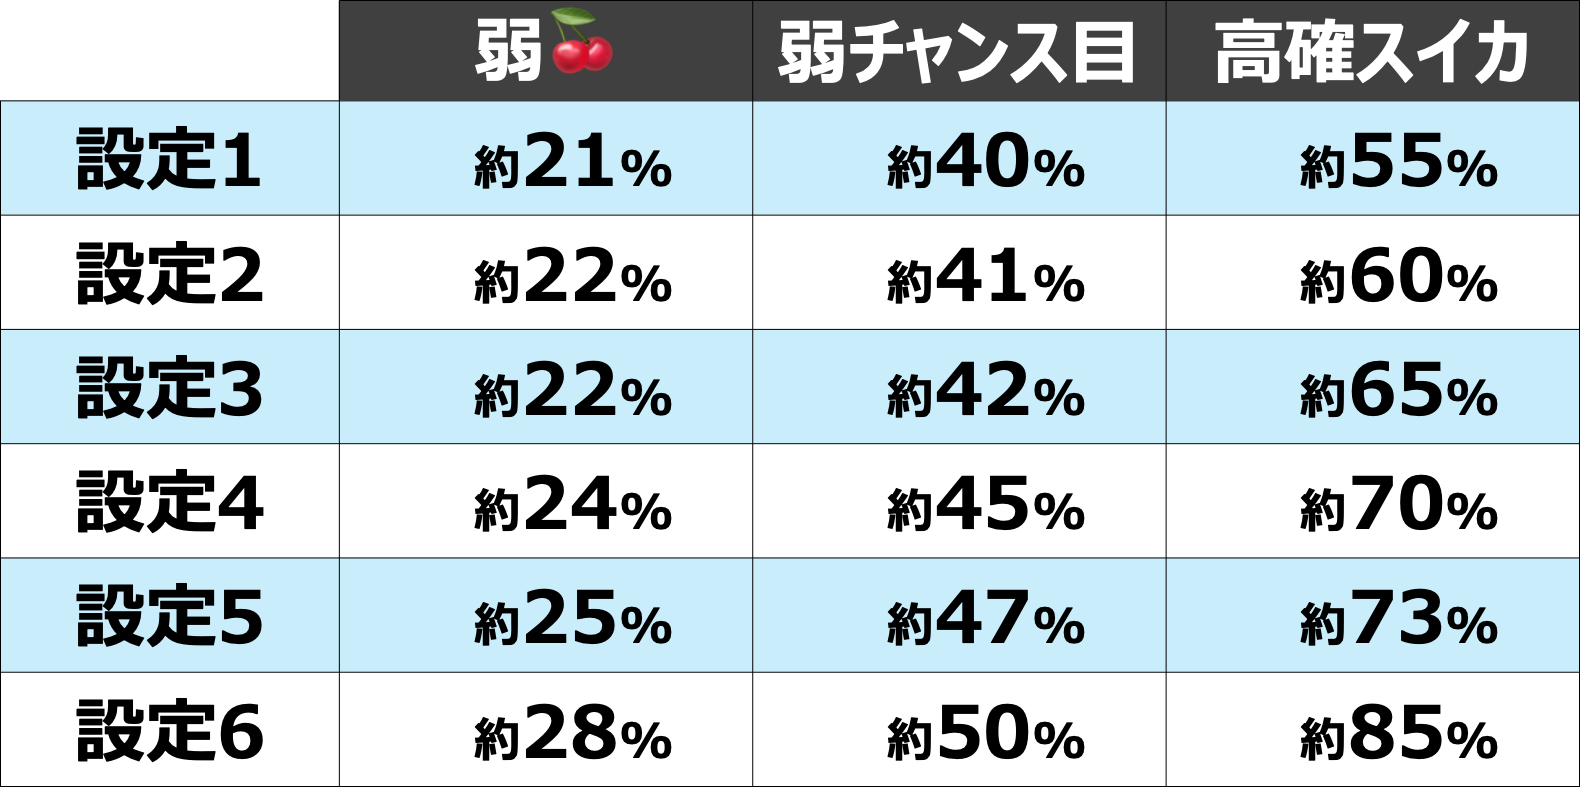 弱🍒 弱チャンス目 高確スイカ
設定1 約21% 約40% 約55%
設定2 約22% 約41% 約60%
設定3 約22% 約42% 約65%
設定4 約24% 約45% 約70%
設定5 約25% 約47% 約73%
設定6 約28% 約50% 約85%